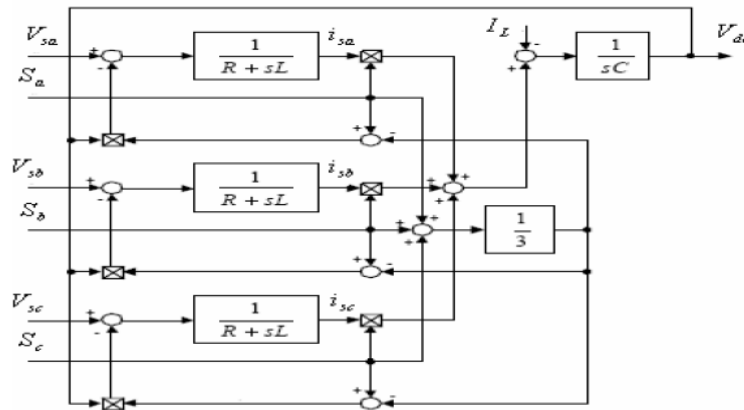 V_sa
+
-
1
R + sL
i_sa
I_L
-
+
1
sC
V_dc
S_a
+
-
V_sb
+
-
1
R + sL
i_sb
+
+
+
S_b
+
+
+
1
3
+
-
V_sc
+
-
1
R + sL
i_sc
S_c
+
-